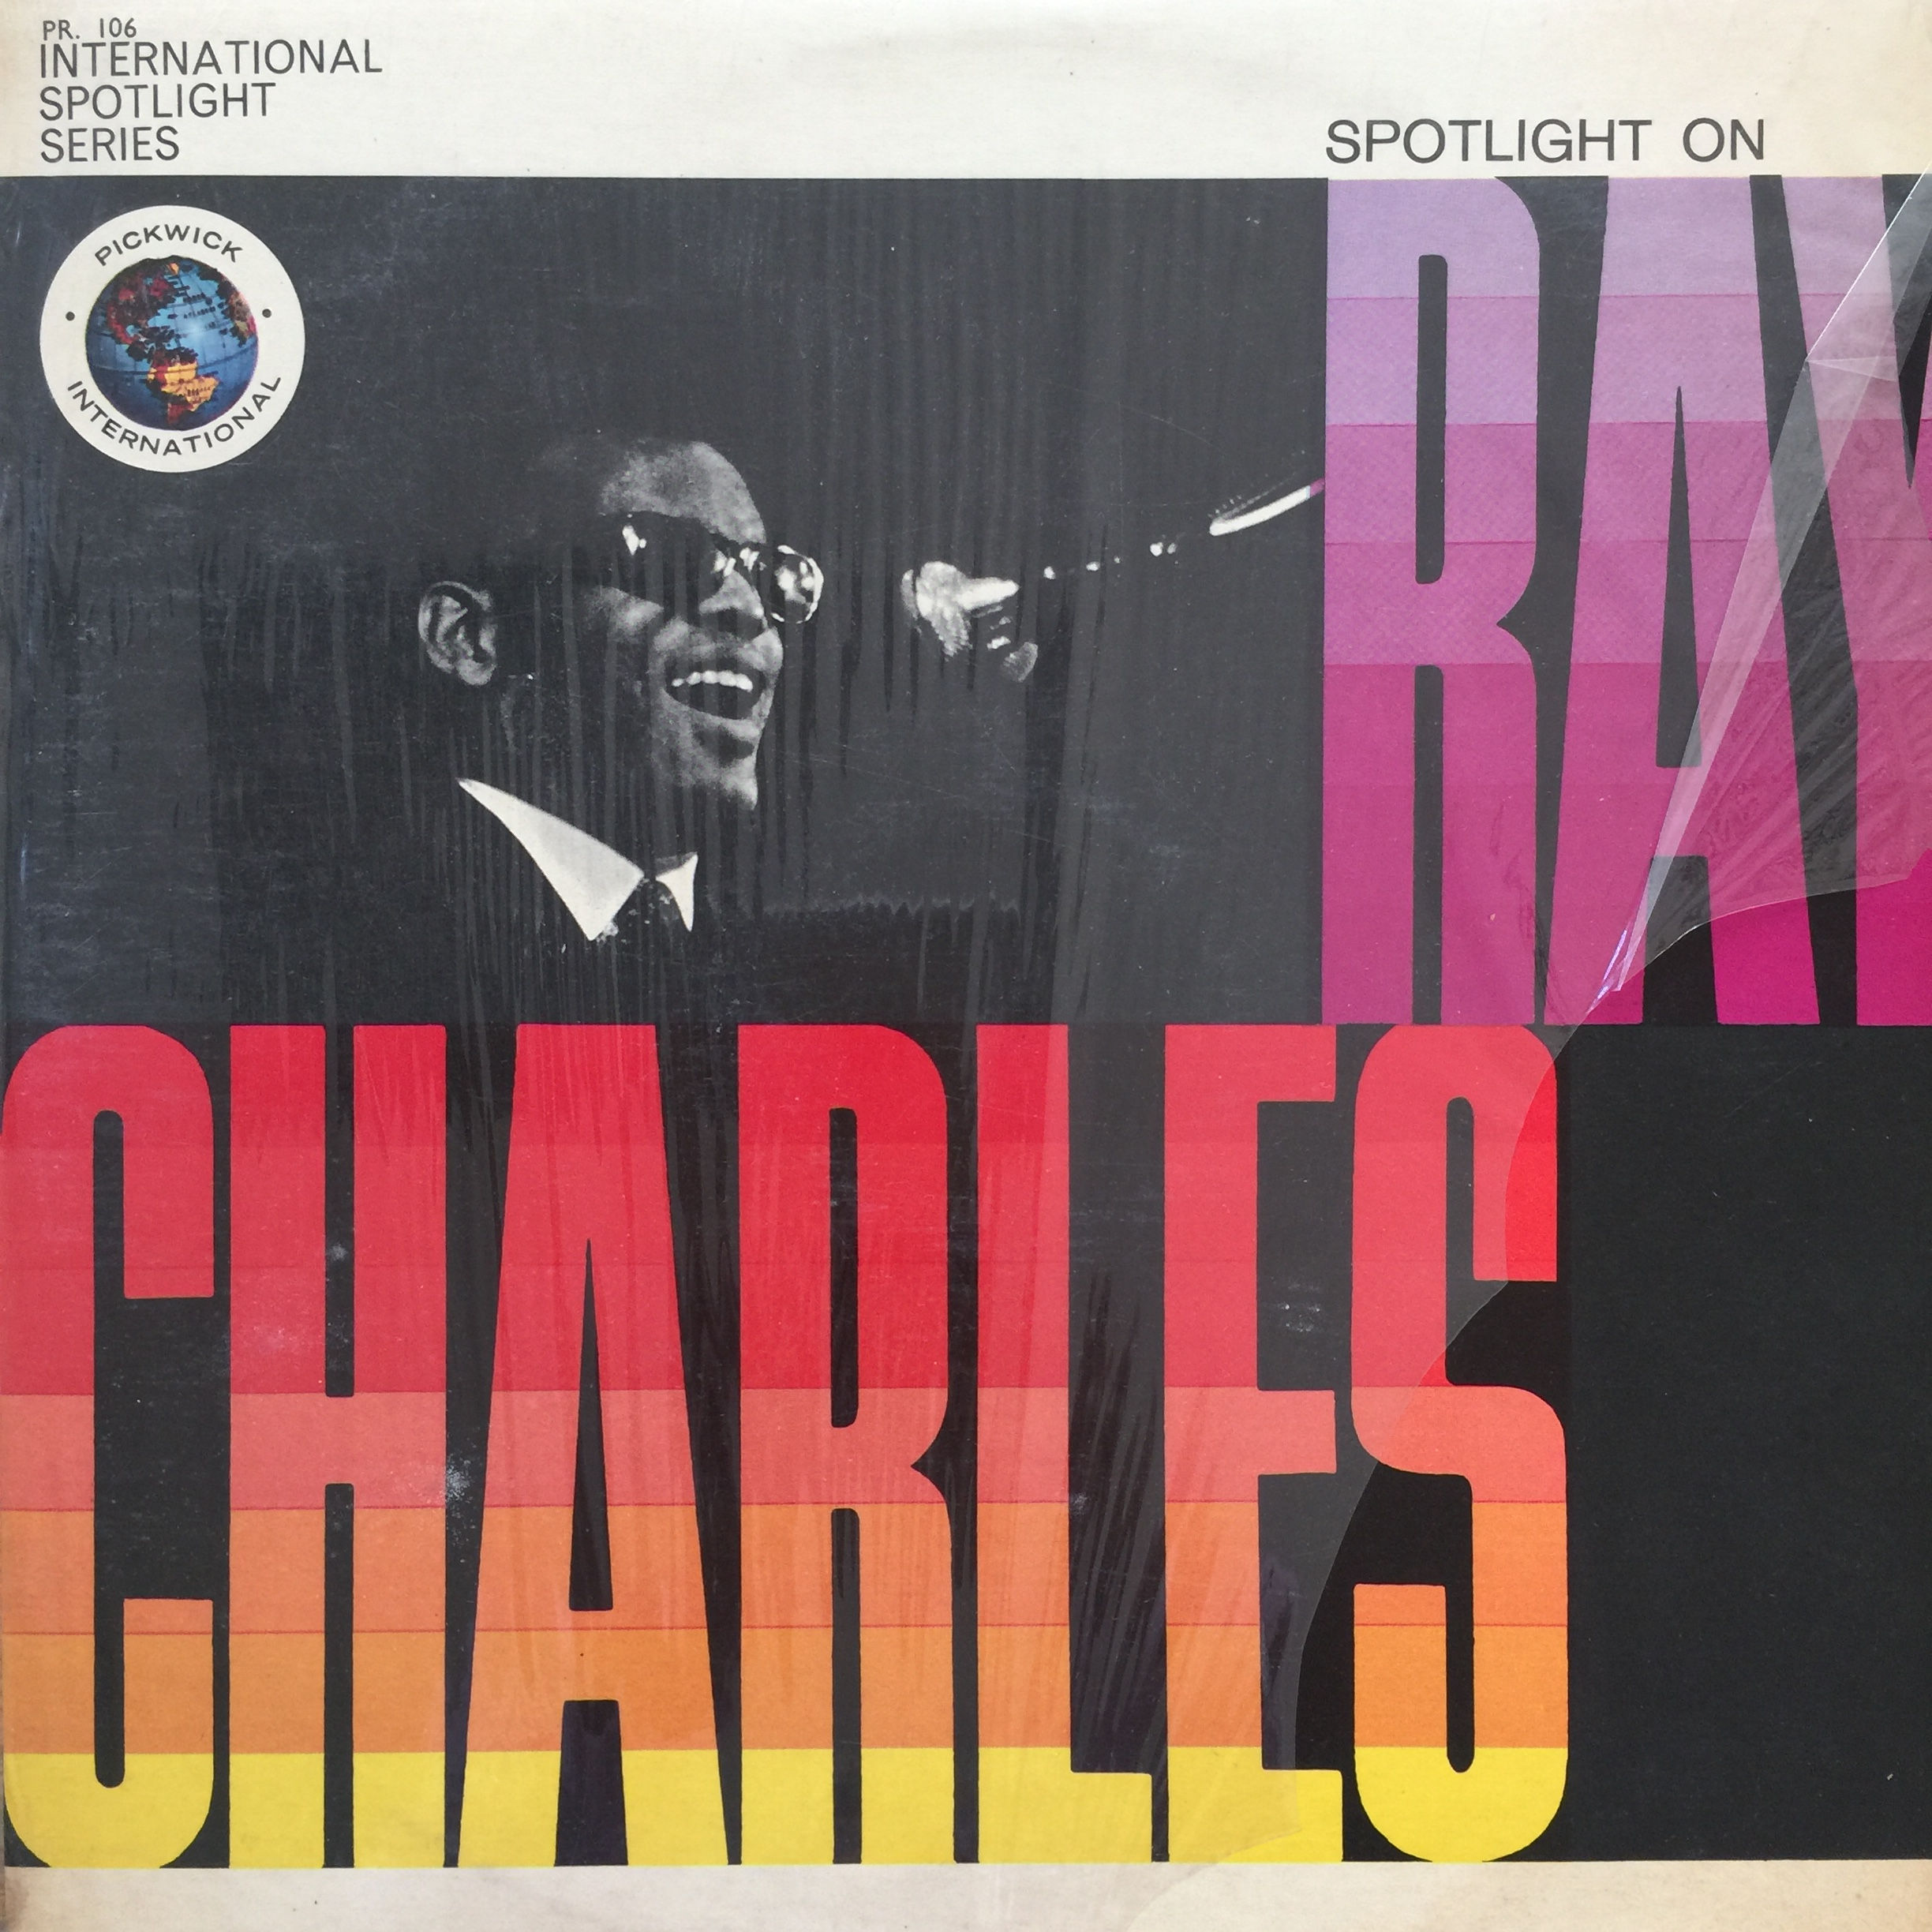 PR. 106
INTERNATIONAL
SPOTLIGHT
SERIES
SPOTLIGHT ON
PICKWICK
INTERNATIONAL
RAY
CHARLES